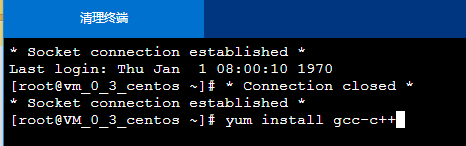 清理终端
* Socket connection established *
Last login: Thu Jan  1 08:00:10 1970
[root@vm_0_3_centos ~]# * Connection closed *
* Socket connection established *
[root@VM_0_3_centos ~]# yum install gcc-c++